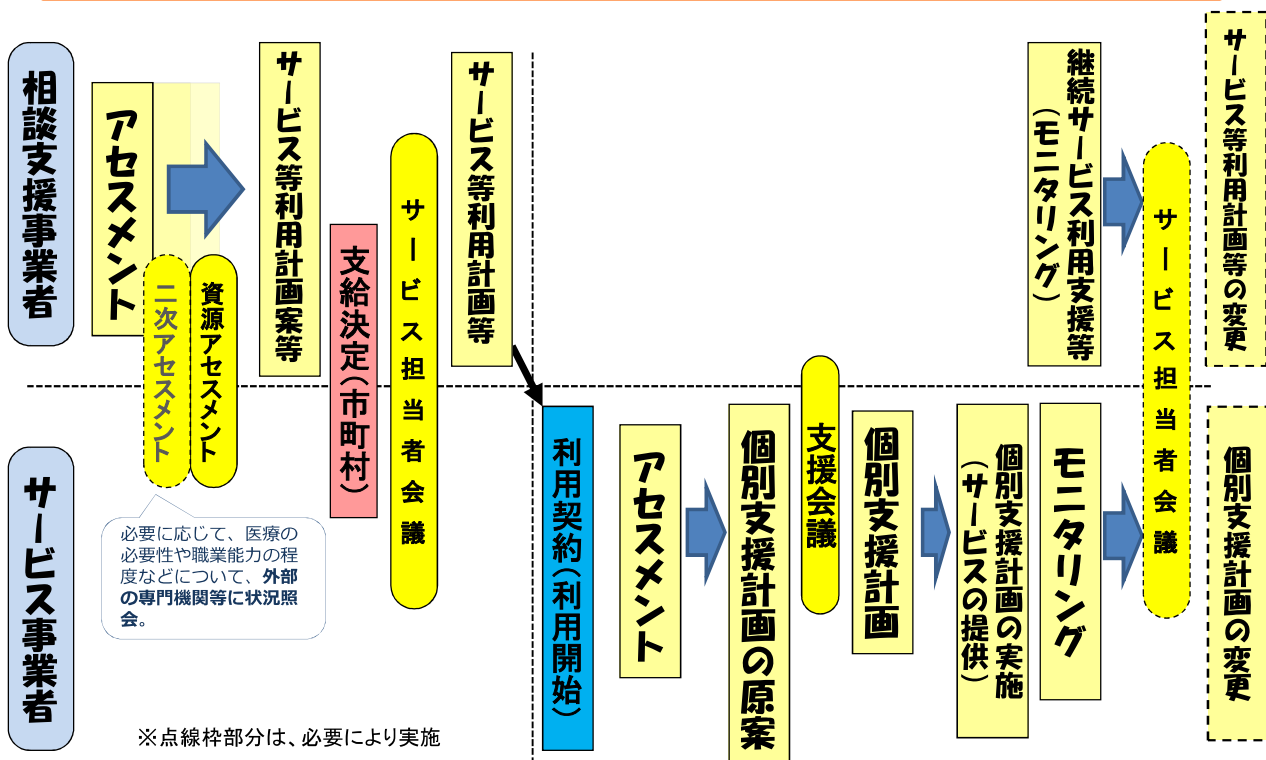 相談支援事業者
アセスメント
二次アセスメント
資源アセスメント
サービス等利用計画案等
支給決定(市町村)
サービス担当者会議
サービス等利用計画等
継続サービス利用支援等
(モニタリング)
サービス担当者会議
サービス等利用計画等の変更
サービス事業者
必要に応じて、医療の
必要性や職業能力の程
度などについて、外部
の専門機関等に状況照
会。
利用契約(利用開始)
アセスメント
個別支援計画の原案
支援会議
個別支援計画
個別支援計画の実施
(サービスの提供)
モニタリング
個別支援計画の変更
※点線枠部分は、必要により実施